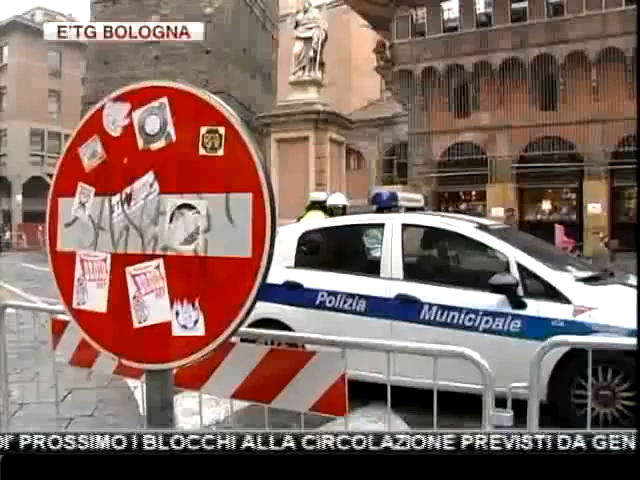 E'TG BOLOGNA
Polizia Municipale
PROSSIMO I BLOCCHI ALLA CIRCOLAZIONE PREVISTI DA GEN